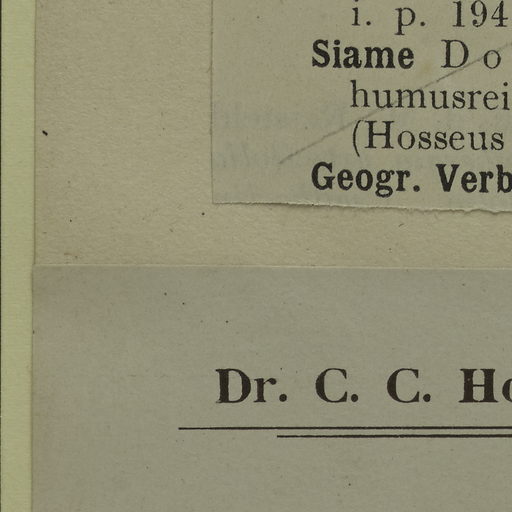 i. p. 194
Siame Do
humusrei
(Hosseus
Geogr. Verb
Dr. C. C. Ho